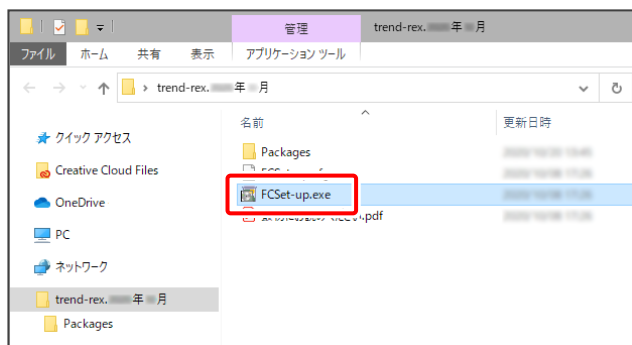 管理
trend-rex. 年 月
ファイル ホーム 共有 表示 アプリケーション ツール
trend-rex. 年 月
名前 更新日時
クイック アクセス
Creative Cloud Files
OneDrive
PC
ネットワーク
trend-rex. 年 月
Packages
Packages
FCSet-up.exe
.pdf